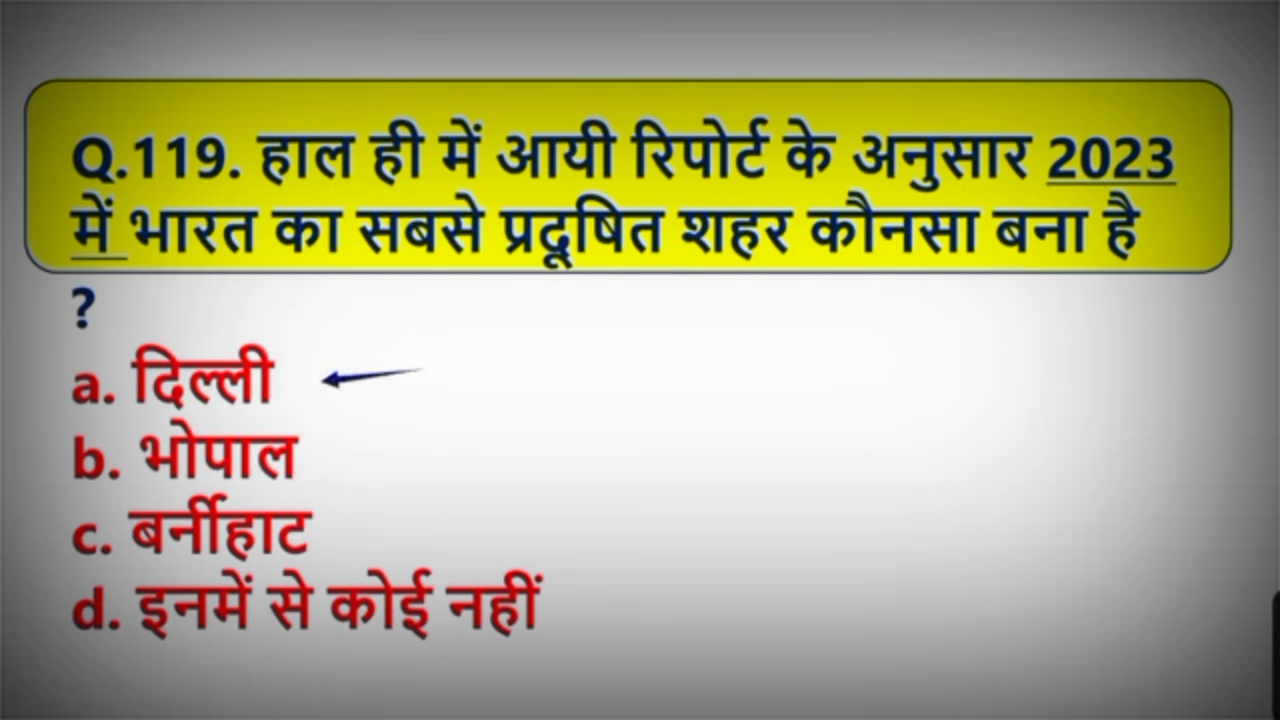 Q.119. हाल ही में आयी रिपोर्ट के अनुसार 2023
में भारत का सबसे प्रदूषित शहर कौनसा बना है
?
a. दिल्ली
b. भोपाल
c. बर्नीहाट
d. इनमें से कोई नहीं